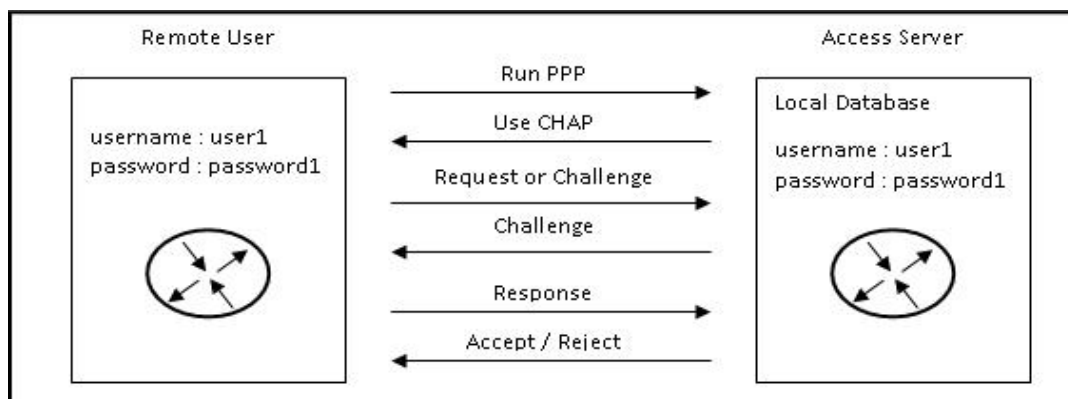 Remote User
Access Server
Run PPP
Use CHAP
Request or Challenge
Challenge
Response
Accept / Reject
username : user1
password : password1
Local Database
username : user1
password : password1